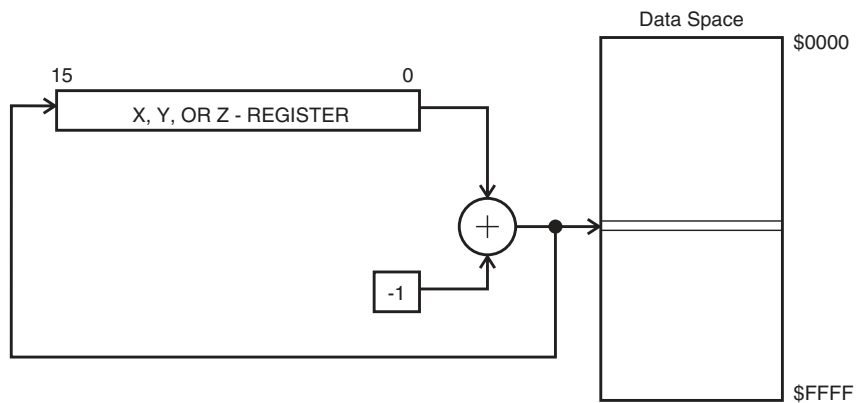 Data Space
$0000
15 0
X, Y, OR Z - REGISTER
+
-1
$FFFF